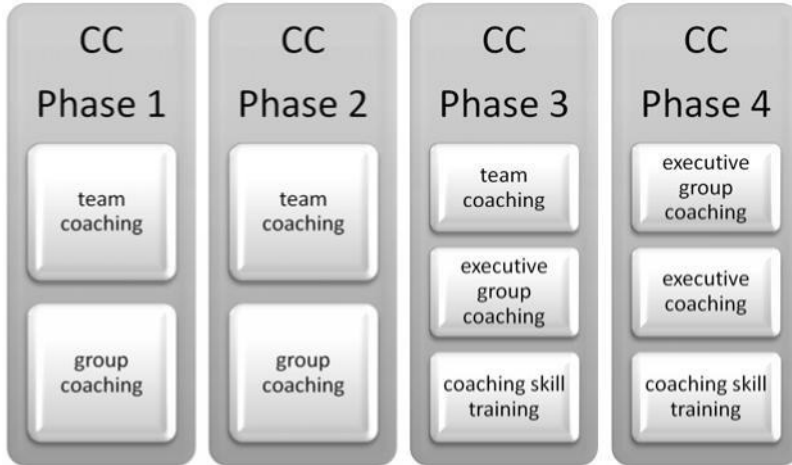 CC
Phase 1
team
coaching
group
coaching
CC
Phase 2
team
coaching
group
coaching
CC
Phase 3
team
coaching
executive
group
coaching
coaching skill
training
CC
Phase 4
executive
group
coaching
executive
coaching
coaching skill
training